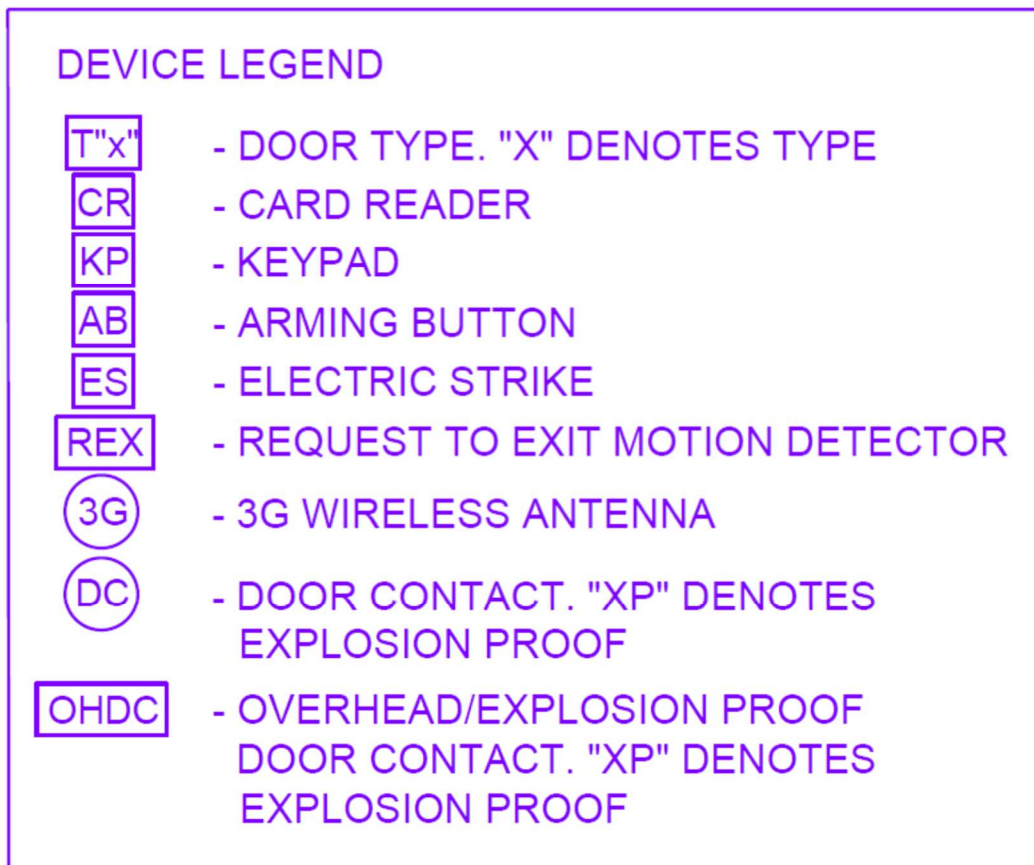 DEVICE LEGEND
T"x" - DOOR TYPE. "X" DENOTES TYPE
CR - CARD READER
KP - KEYPAD
AB - ARMING BUTTON
ES - ELECTRIC STRIKE
REX - REQUEST TO EXIT MOTION DETECTOR
3G - 3G WIRELESS ANTENNA
DC - DOOR CONTACT. "XP" DENOTES
EXPLOSION PROOF
OHDC - OVERHEAD/EXPLOSION PROOF
DOOR CONTACT. "XP" DENOTES
EXPLOSION PROOF